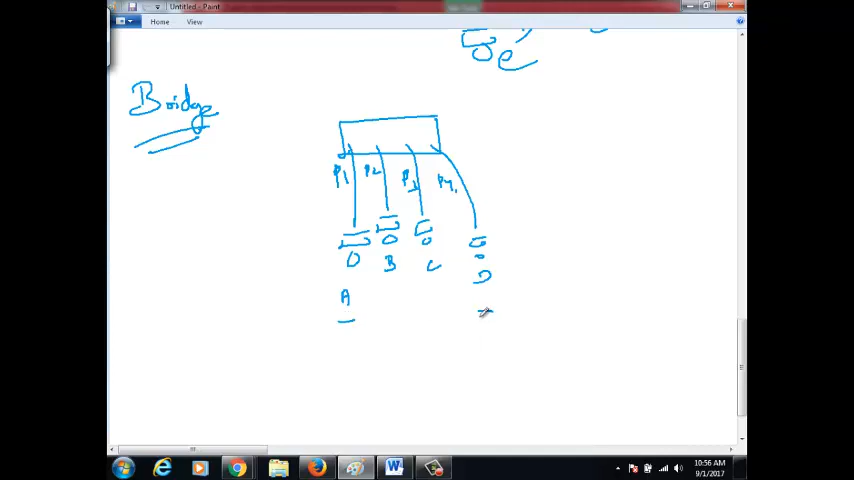 Untitled - Paint
Home View
e
Bridge
P1 P2 P3 P4
B C D
A
10:56 AM
9/1/2017